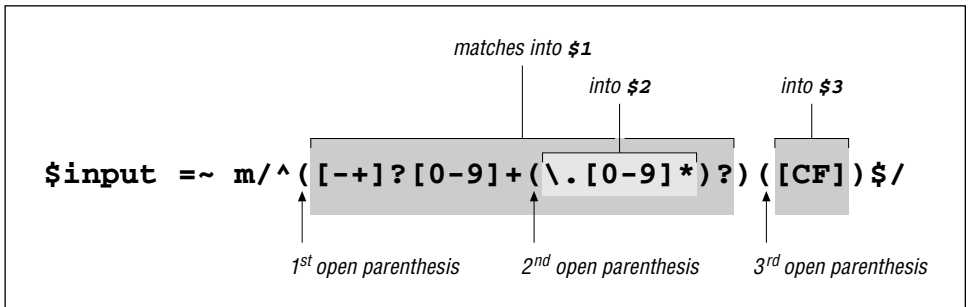 matches into $1
into $2
into $3
$input =~ m/^([-+]?[0-9]+(\.[0-9]*)?)([CF])$/
1st open parenthesis
2nd open parenthesis
3rd open parenthesis